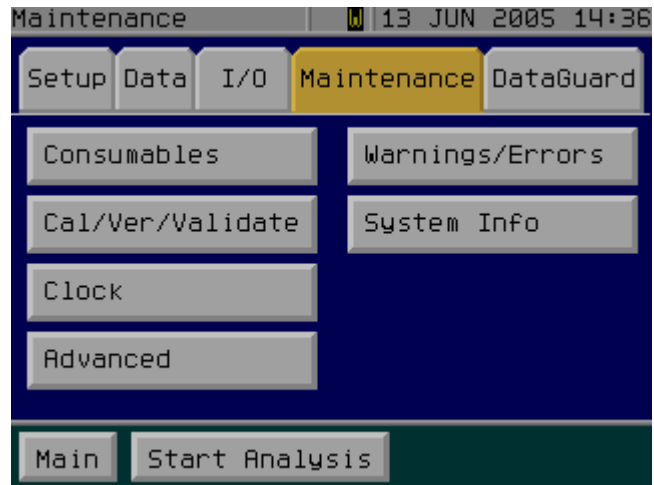 Maintenance W 13 JUN 2005 14:36
Setup Data I/O Maintenance DataGuard
Consumables Warnings/Errors
Cal/Ver/Validate System Info
Clock
Advanced
Main Start Analysis